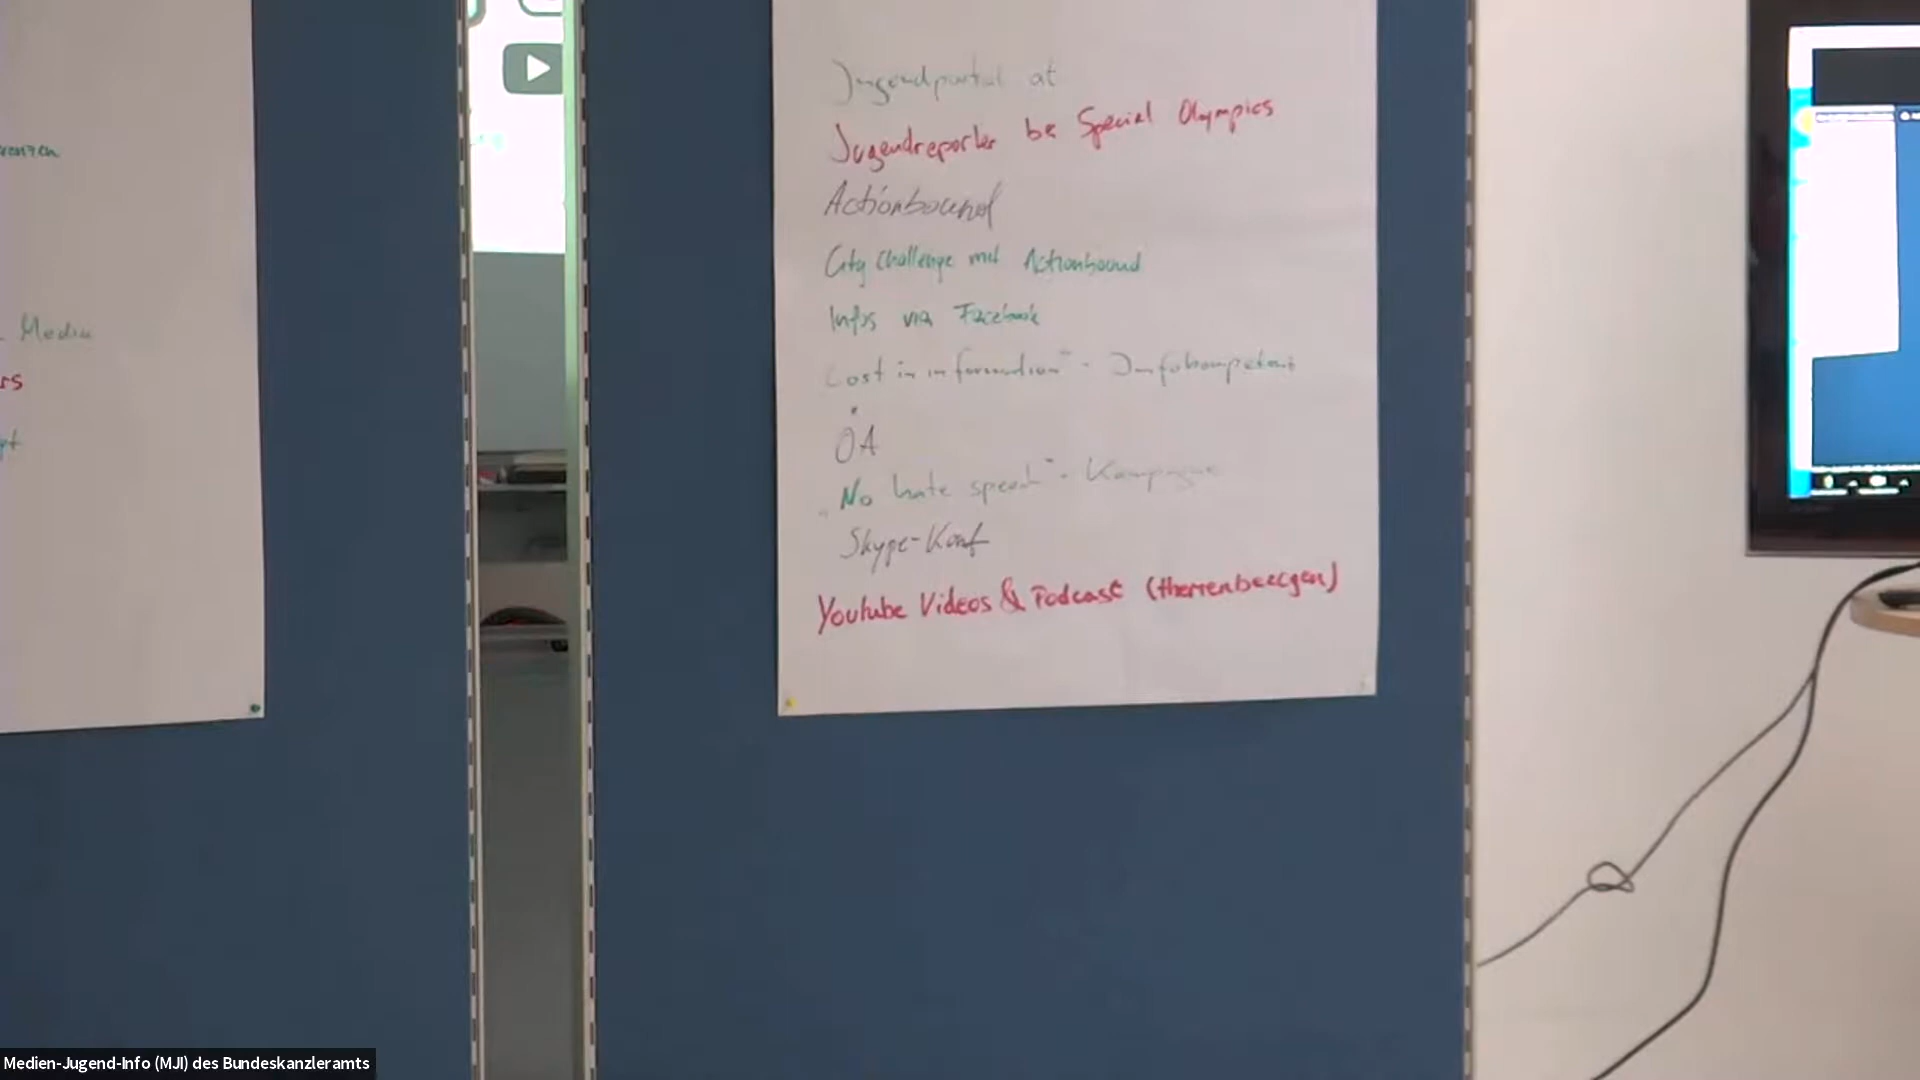 Media
Jugendportal at
Jugendreporter bei Special Olympics
Actionbound
City Challenge mit Actionbound
Infos via Facebook
Lost in information" - Infokompetenz
ÖA
„No hate speech" - Kampagne
Skype-Konf
Youtube Videos & Podcast
Medien-Jugend-Info (MJI) des Bundeskanzleramts